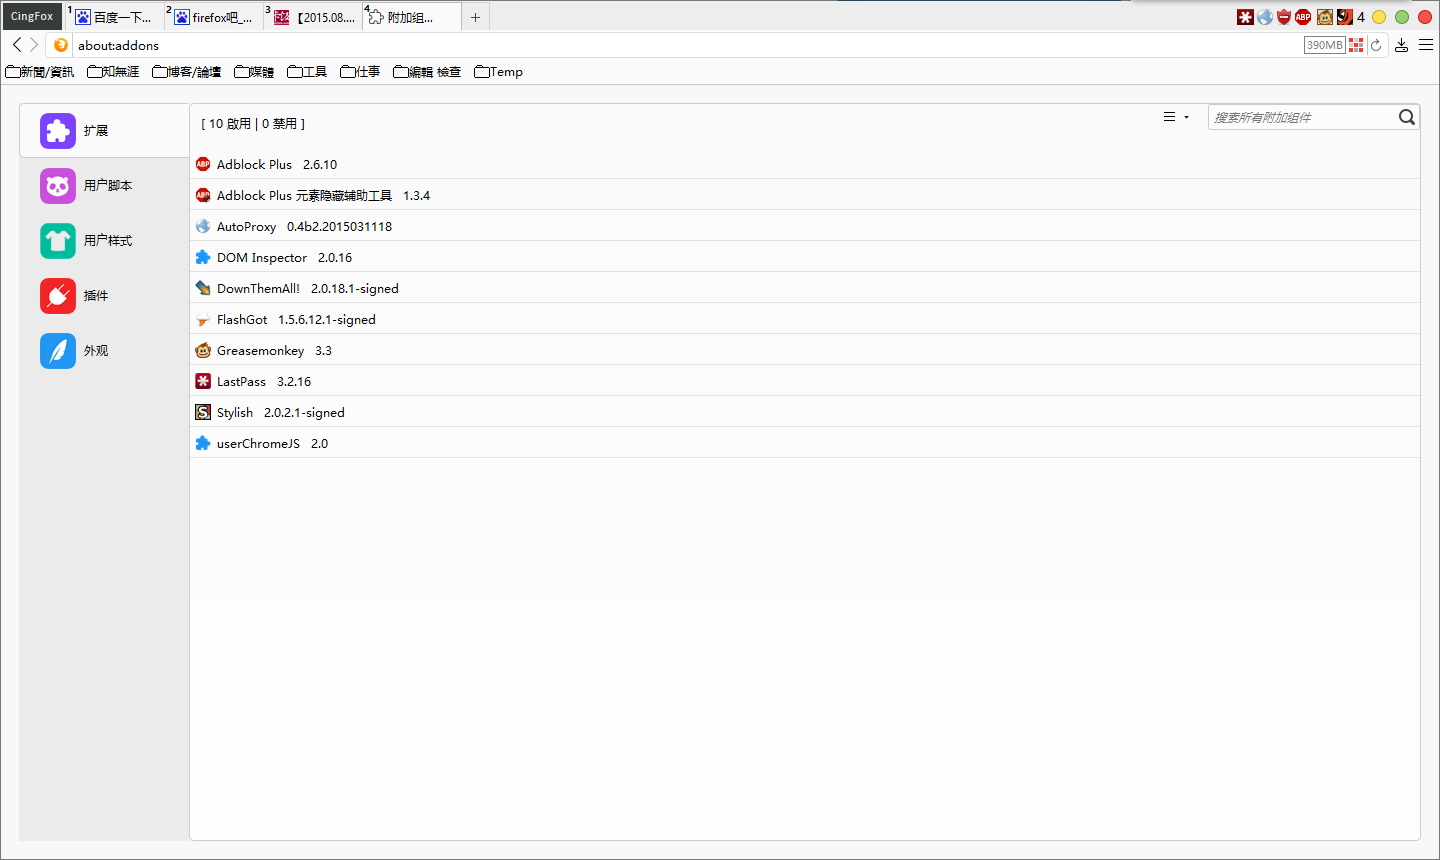 CingFox 1 百度一下... 2 firefox吧_... 3 【2015.08.... 4 附加组... + ABP 4
about:addons 390MB
新聞/資訊 知無涯 博客/論壇 媒體 工具 仕事 編輯 檢查 Temp
扩展
用户脚本
用户样式
插件
外观
[ 10 啟用 | 0 禁用 ] 搜索所有附加组件
ABP Adblock Plus 2.6.10
Adblock Plus 元素隐藏辅助工具 1.3.4
AutoProxy 0.4b2.2015031118
DOM Inspector 2.0.16
DownThemAll! 2.0.18.1-signed
FlashGot 1.5.6.12.1-signed
Greasemonkey 3.3
LastPass 3.2.16
S Stylish 2.0.2.1-signed
userChromeJS 2.0